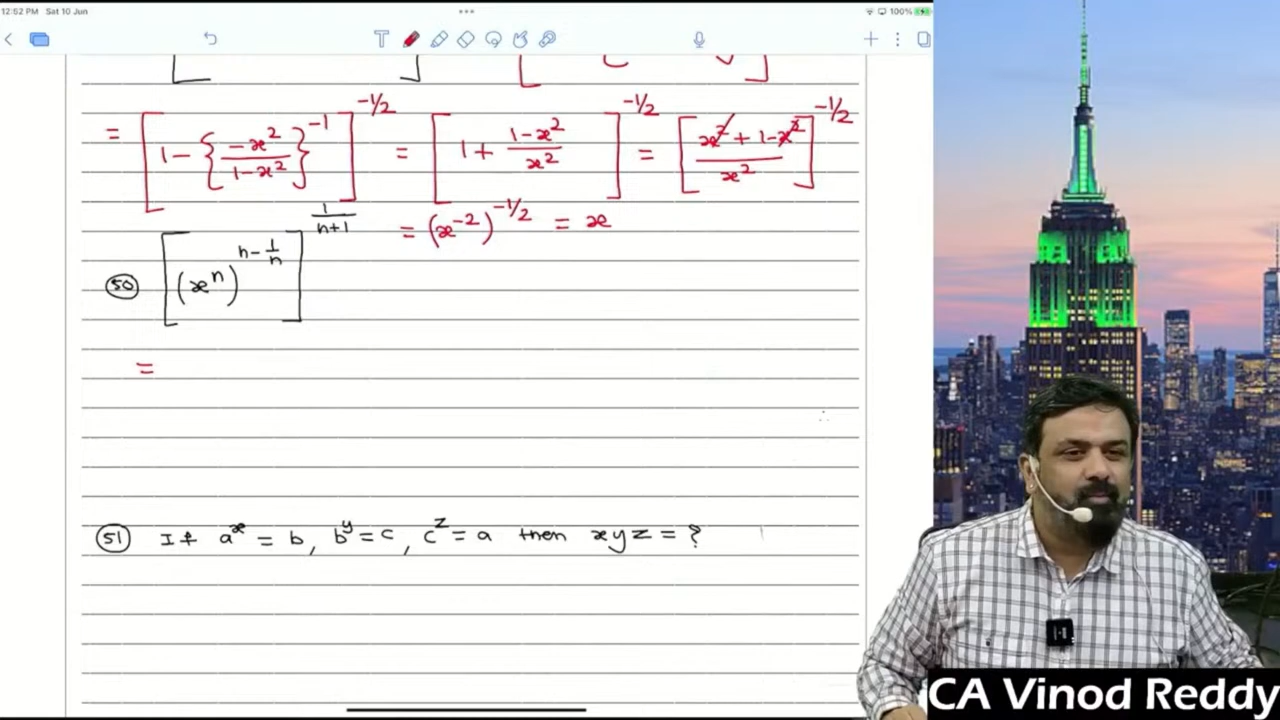 12:52 PM Sat 10 Jun
100%
= [1 - {-x²/1-x²}⁻¹]^-1/2 = [1 + 1-x²/x²]^-1/2 = [x² + 1-x²/x²]^-1/2
= (x⁻²)^-1/2 = x
50 [(xⁿ)^n-1/n]^1/n+1
=
51 If aˣ = b, bʸ = c, cᶻ = a then xyz = ?
CA Vinod Reddy